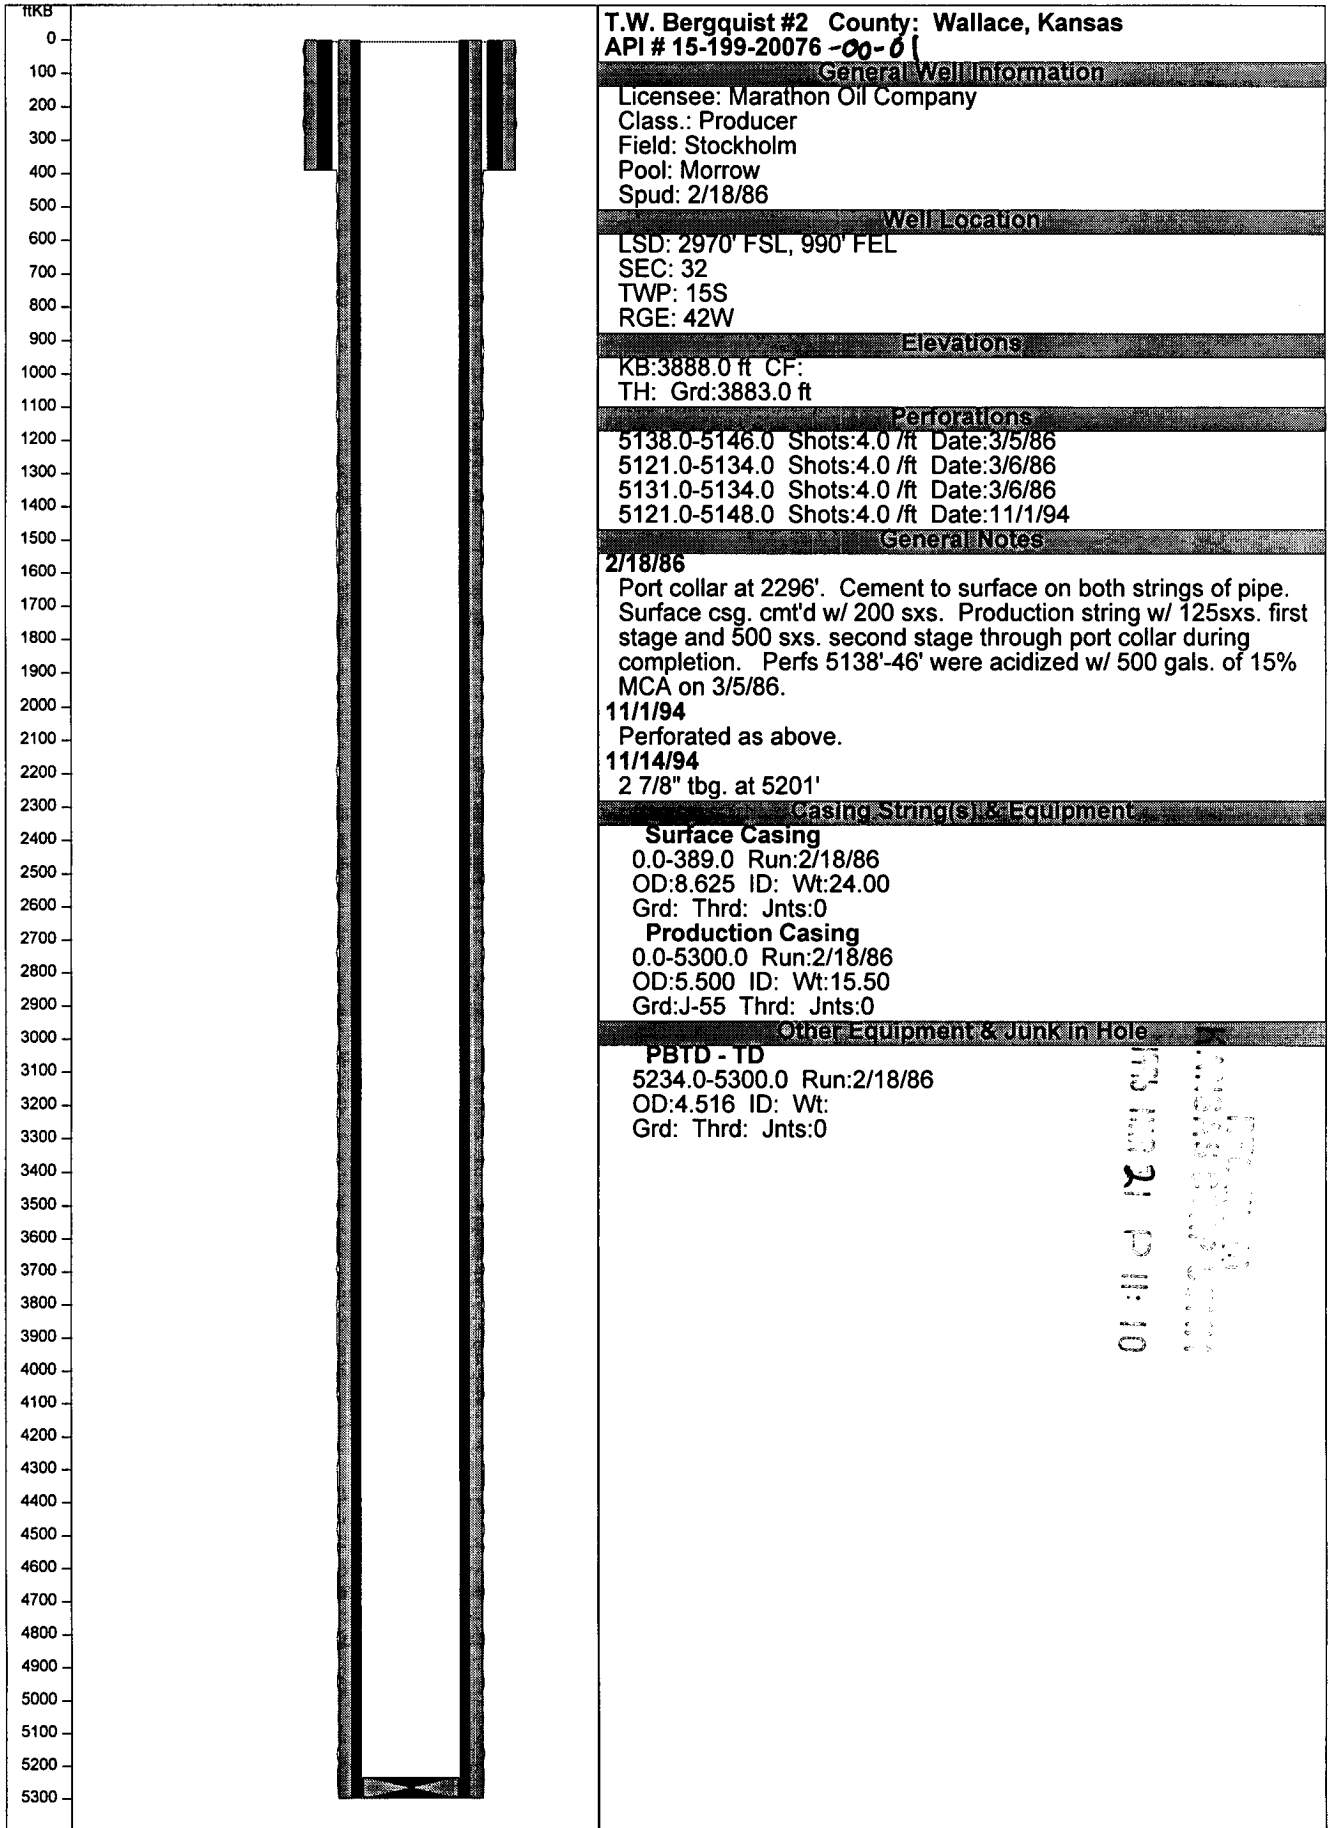 ftKB
0
100
200
300
400
500
600
700
800
900
1000
1100
1200
1300
1400
1500
1600
1700
1800
1900
2000
2100
2200
2300
2400
2500
2600
2700
2800
2900
3000
3100
3200
3300
3400
3500
3600
3700
3800
3900
4000
4100
4200
4300
4400
4500
4600
4700
4800
4900
5000
5100
5200
5300
T.W. Bergquist #2 County: Wallace, Kansas
API # 15-199-20076 -00-01
General Well Information
Licensee: Marathon Oil Company
Class.: Producer
Field: Stockholm
Pool: Morrow
Spud: 2/18/86
Well Location
LSD: 2970' FSL, 990' FEL
SEC: 32
TWP: 15S
RGE: 42W
Elevations
KB:3888.0 ft CF:
TH: Grd:3883.0 ft
Perforations
5138.0-5146.0 Shots:4.0 /ft Date:3/5/86
5121.0-5134.0 Shots:4.0 /ft Date:3/6/86
5131.0-5134.0 Shots:4.0 /ft Date:3/6/86
5121.0-5148.0 Shots:4.0 /ft Date:11/1/94
General Notes
2/18/86
Port collar at 2296'. Cement to surface on both strings of pipe.
Surface csg. cmt'd w/ 200 sxs. Production string w/ 125sxs. first
stage and 500 sxs. second stage through port collar during
completion. Perfs 5138'-46' were acidized w/ 500 gals. of 15%
MCA on 3/5/86.
11/1/94
Perforated as above.
11/14/94
2 7/8" tbg. at 5201'
Casing String(s) & Equipment
Surface Casing
0.0-389.0 Run:2/18/86
OD:8.625 ID: Wt:24.00
Grd: Thrd: Jnts:0
Production Casing
0.0-5300.0 Run:2/18/86
OD:5.500 ID: Wt:15.50
Grd:J-55 Thrd: Jnts:0
Other Equipment & Junk in Hole
PBTD - TD
5234.0-5300.0 Run:2/18/86
OD:4.516 ID: Wt:
Grd: Thrd: Jnts:0
21 P 11: 10